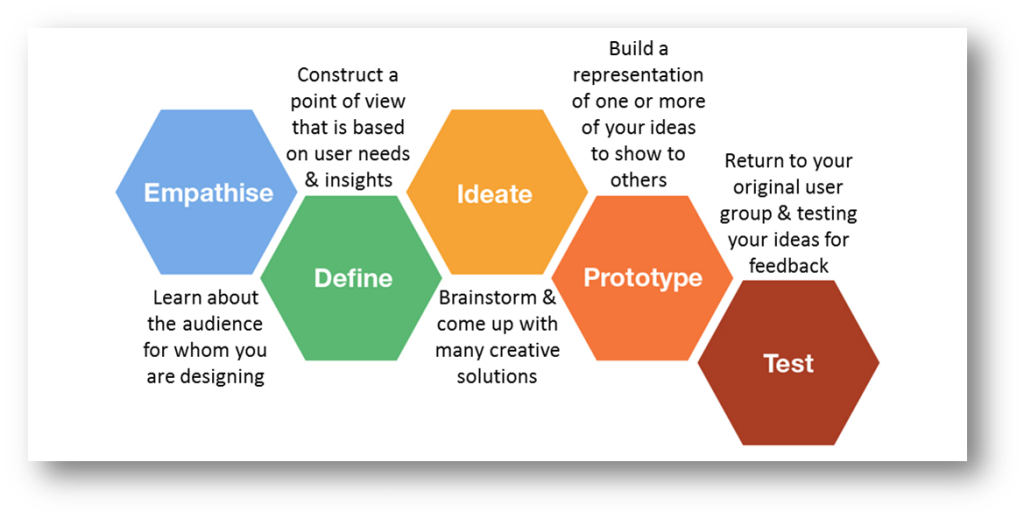 Empathise
Learn about
the audience
for whom you
are designing
Construct a
point of view
that is based
on user needs
& insights
Define
Ideate
Brainstorm &
come up with
many creative
solutions
Build a
representation
of one or more
of your ideas
to show to
others
Prototype
Return to your
original user
group & testing
your ideas for
feedback
Test